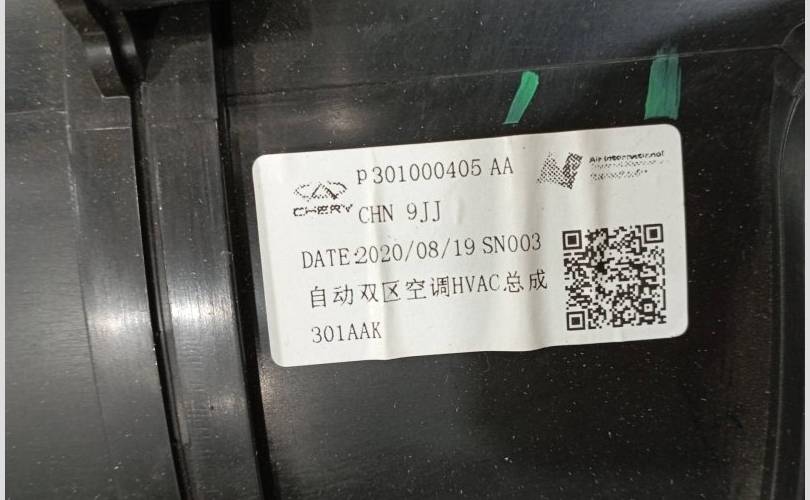 P301000405 AA
Air International
CHERY
CHN 9JJ
DATE:2020/08/19 SN003
自动双区空调HVAC总成
301AAK